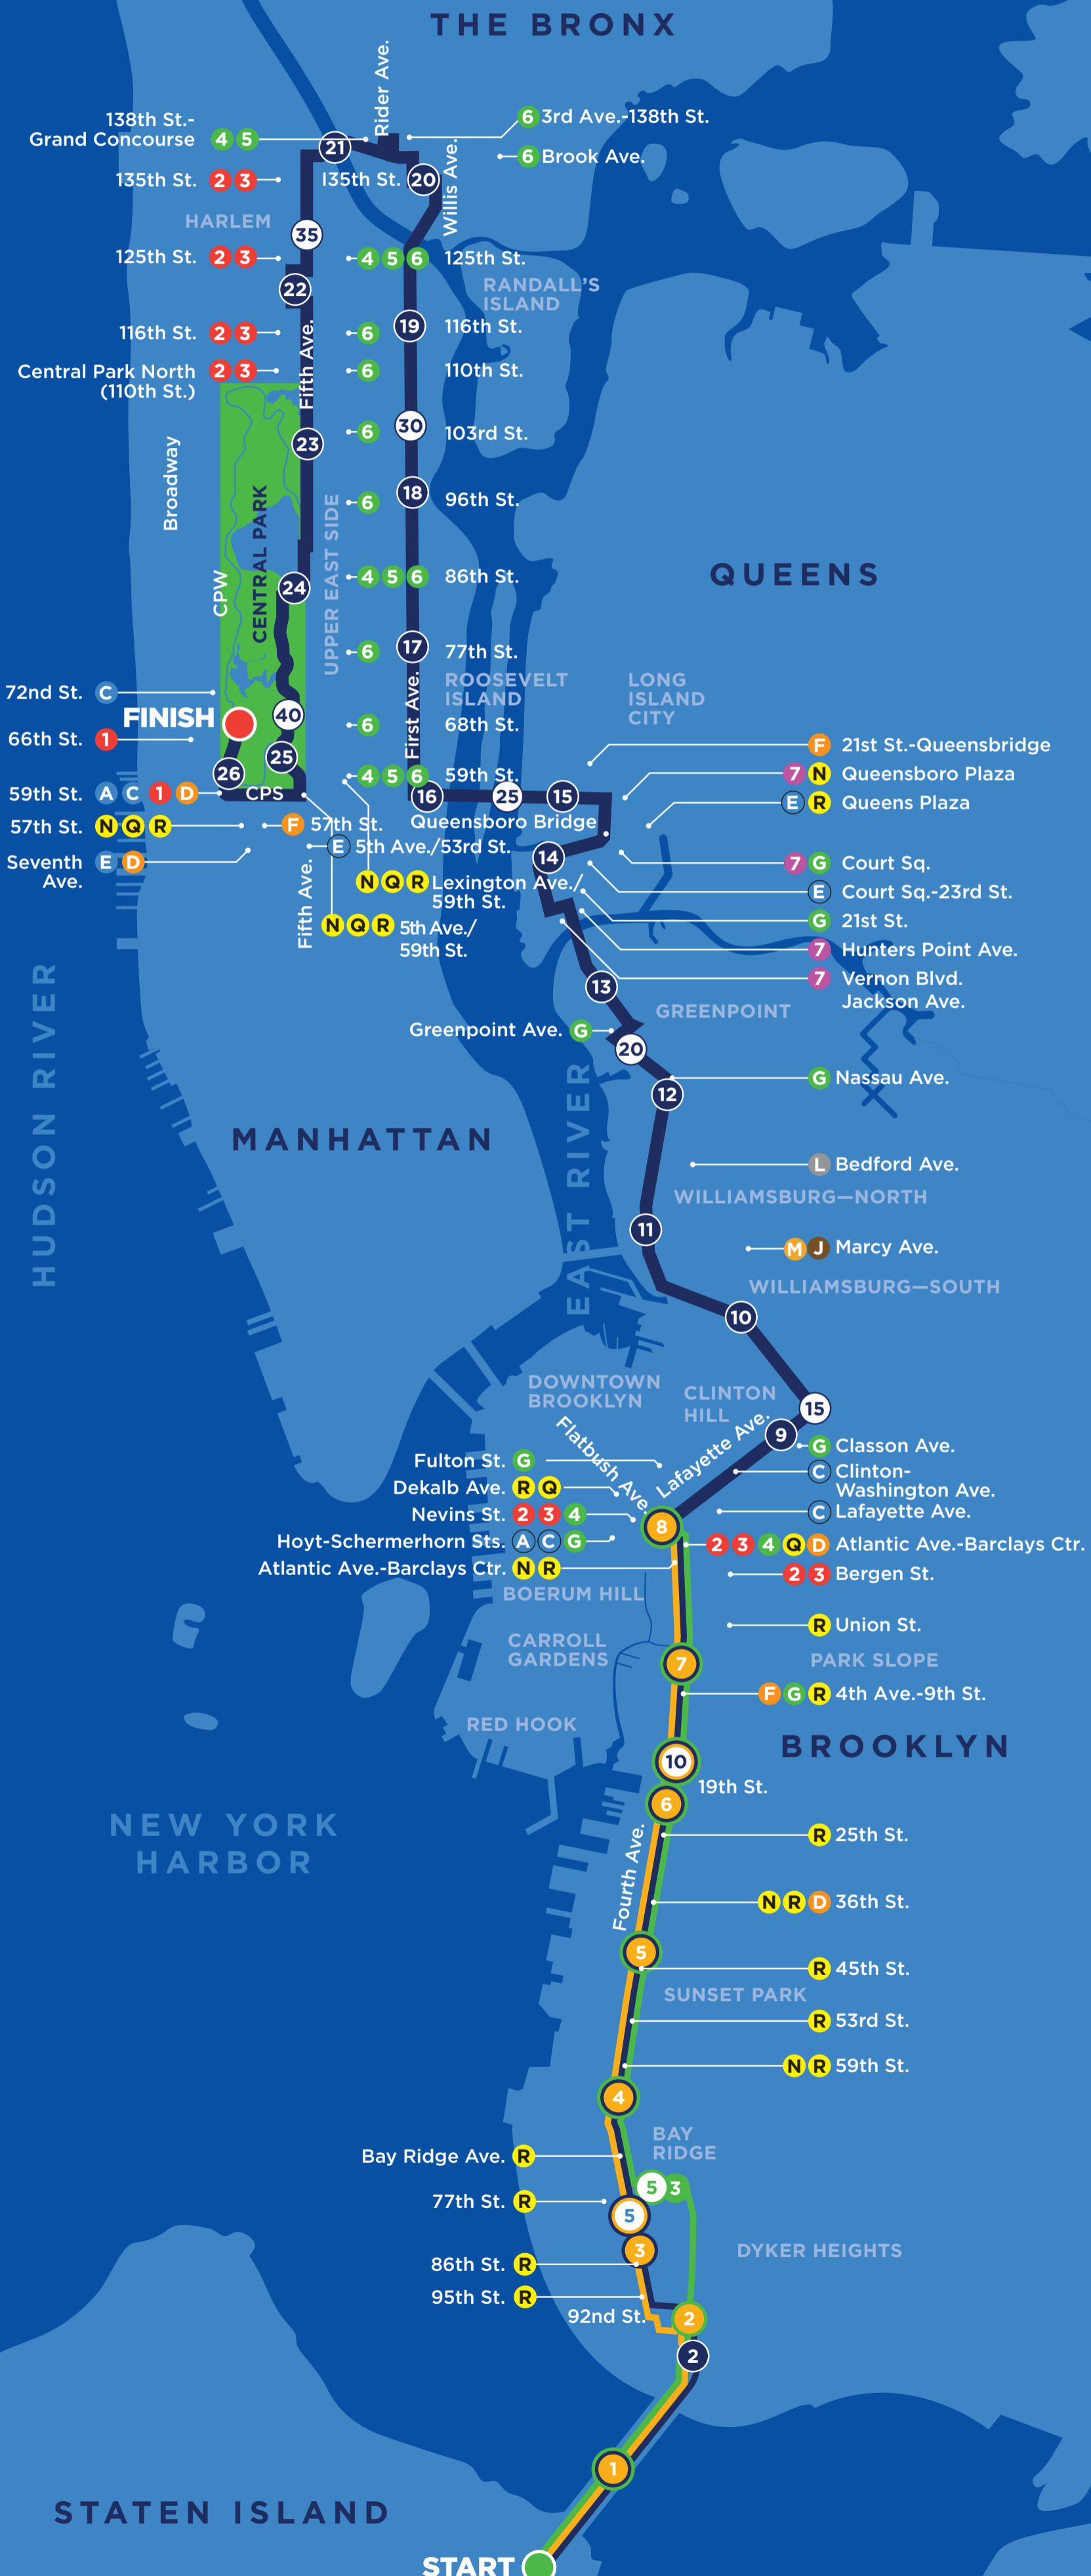 THE BRONX
Rider Ave.
138th St.-
Grand Concourse
4 5
6 3rd Ave.-138th St.
21
6 Brook Ave.
135th St. 2 3
I35th St.
20
Willis Ave.
HARLEM
35
125th St. 2 3
4 5 6 125th St.
22
RANDALL'S
ISLAND
19
116th St. 2 3
6 116th St.
Fifth Ave.
Central Park North
(110th St.)
2 3
6 110th St.
30
6 103rd St.
23
Broadway
18
6 96th St.
CENTRAL PARK
UPPER EAST SIDE
QUEENS
4 5 6 86th St.
24
CPW
17
6 77th St.
ROOSEVELT
ISLAND
LONG
ISLAND
CITY
72nd St. C
First Ave.
FINISH
40
6 68th St.
66th St. 1
F 21st St.-Queensbridge
25
26
4 5 6 59th St.
7 N Queensboro Plaza
59th St. A C 1 D
CPS
16
25
15
E R Queens Plaza
57th St. N Q R
F 57th St.
Queensboro Bridge
E 5th Ave./53rd St.
14
Seventh
Ave.
E D
7 G Court Sq.
N Q R Lexington Ave./
59th St.
E Court Sq.-23rd St.
Fifth Ave.
G 21st St.
N Q R 5th Ave./
59th St.
7 Hunters Point Ave.
7 Vernon Blvd.
Jackson Ave.
13
HUDSON RIVER
GREENPOINT
Greenpoint Ave. G
20
G Nassau Ave.
12
MANHATTAN
EAST RIVER
L Bedford Ave.
WILLIAMSBURG—NORTH
11
M J Marcy Ave.
WILLIAMSBURG—SOUTH
10
DOWNTOWN
BROOKLYN
CLINTON
HILL
15
Flatbush Ave.
Lafayette Ave.
9
G Classon Ave.
Fulton St. G
C Clinton-
Washington Ave.
Dekalb Ave. R Q
C Lafayette Ave.
Nevins St. 2 3 4
8
Hoyt-Schermerhorn Sts. A C G
2 3 4 Q D Atlantic Ave.-Barclays Ctr.
Atlantic Ave.-Barclays Ctr. N R
2 3 Bergen St.
BOERUM HILL
R Union St.
CARROLL
GARDENS
PARK SLOPE
7
F G R 4th Ave.-9th St.
RED HOOK
BROOKLYN
10
19th St.
6
NEW YORK
HARBOR
R 25th St.
Fourth Ave.
N R D 36th St.
5
R 45th St.
SUNSET PARK
R 53rd St.
N R 59th St.
4
BAY
RIDGE
Bay Ridge Ave. R
5 3
77th St. R
5
3
DYKER HEIGHTS
86th St. R
95th St. R
92nd St.
2
2
1
STATEN ISLAND
START